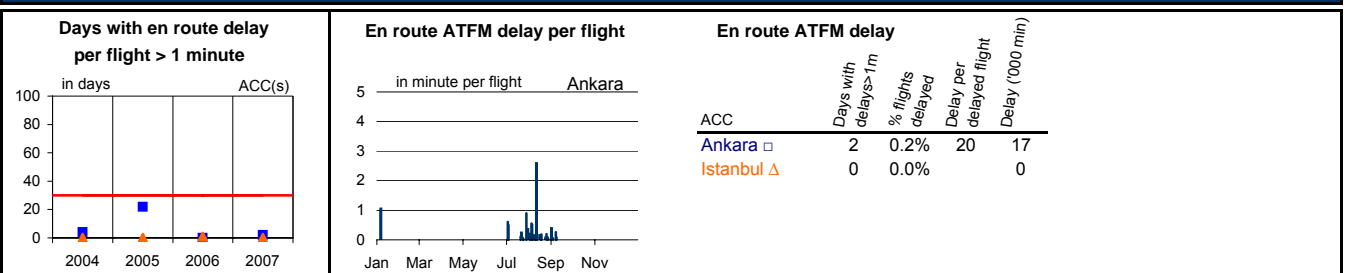 Days with en route delay
per flight > 1 minute
in days ACC(s)
100
80
60
40
20
0
2004 2005 2006 2007
En route ATFM delay per flight
in minute per flight Ankara
5
4
3
2
1
0
Jan Mar May Jul Sep Nov
En route ATFM delay
ACC Days with delays>1m % flights delayed Delay per delayed flight Delay ('000 min)
Ankara □ 2 0.2% 20 17
Istanbul Δ 0 0.0% 0